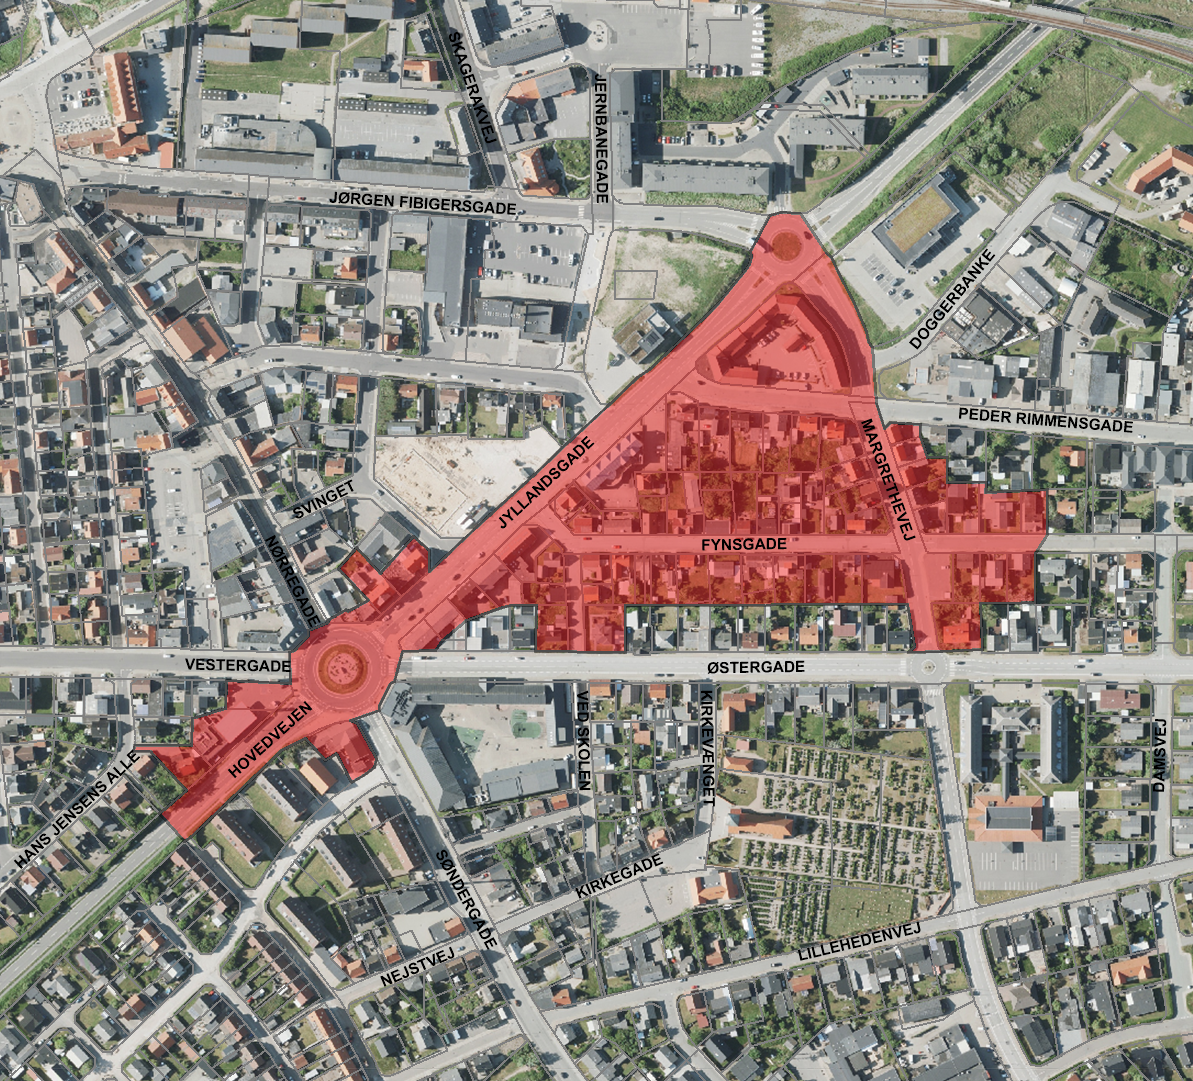 SKAGERAKVEJ
JERNBANEGADE
JØRGEN FIBIGERSGADE
DOGGERBANKE
PEDER RIMMENSGADE
MARGRETHEVEJ
JYLLANDSGADE
SVINGET
NØRREGADE
FYNSGADE
VESTERGADE
ØSTERGADE
HOVEDVEJEN
VED SKOLEN
KIRKEVÆNGET
DAMSVEJ
HANS JENSENS ALLE
SØNDERGADE
KIRKEGADE
NEJSTVEJ
LILLEHEDENVEJ